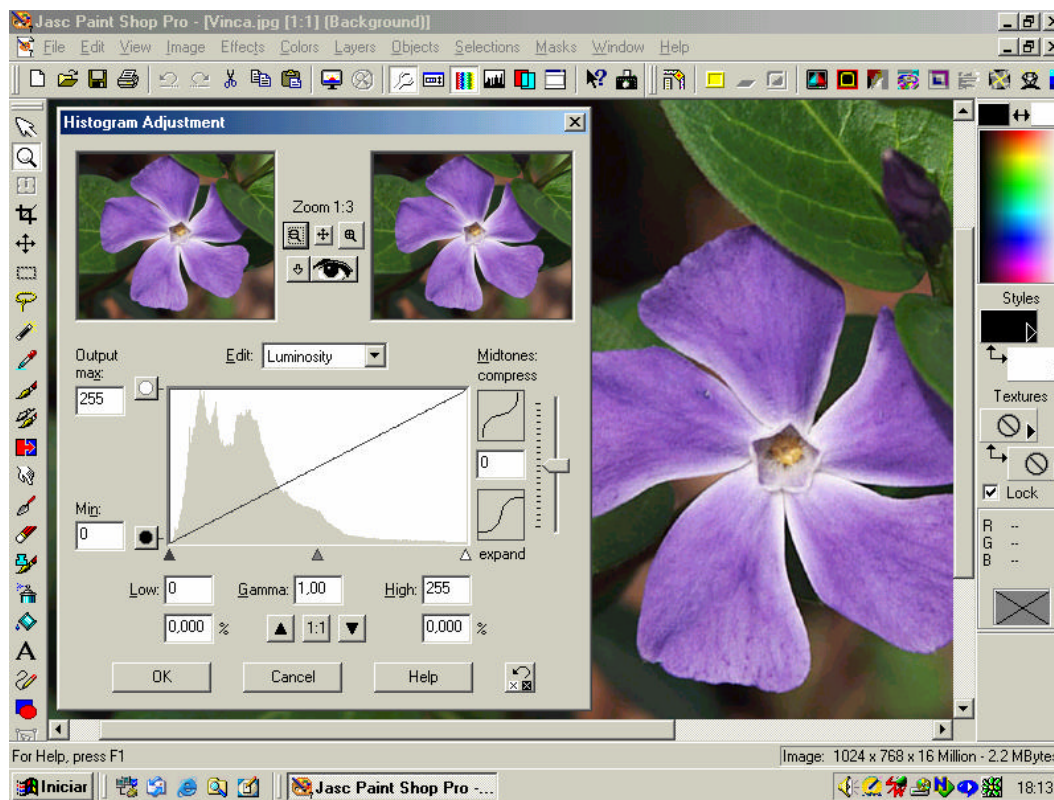 Jasc Paint Shop Pro - [Vinca.jpg [1:1] (Background)]
File Edit View Image Effects Colors Layers Objects Selections Masks Window Help
Histogram Adjustment
Zoom 1:3
Styles
Output
max:
255
Edit: Luminosity
Midtones:
compress
0
Textures
Lock
Min:
0
expand
R --
G --
B --
Low: 0 Gamma: 1,00 High: 255
0,000 % 1:1 0,000 %
OK Cancel Help
A
For Help, press F1 Image: 1024 x 768 x 16 Million - 2.2 MBytes
Iniciar Jasc Paint Shop Pro -... 18:13